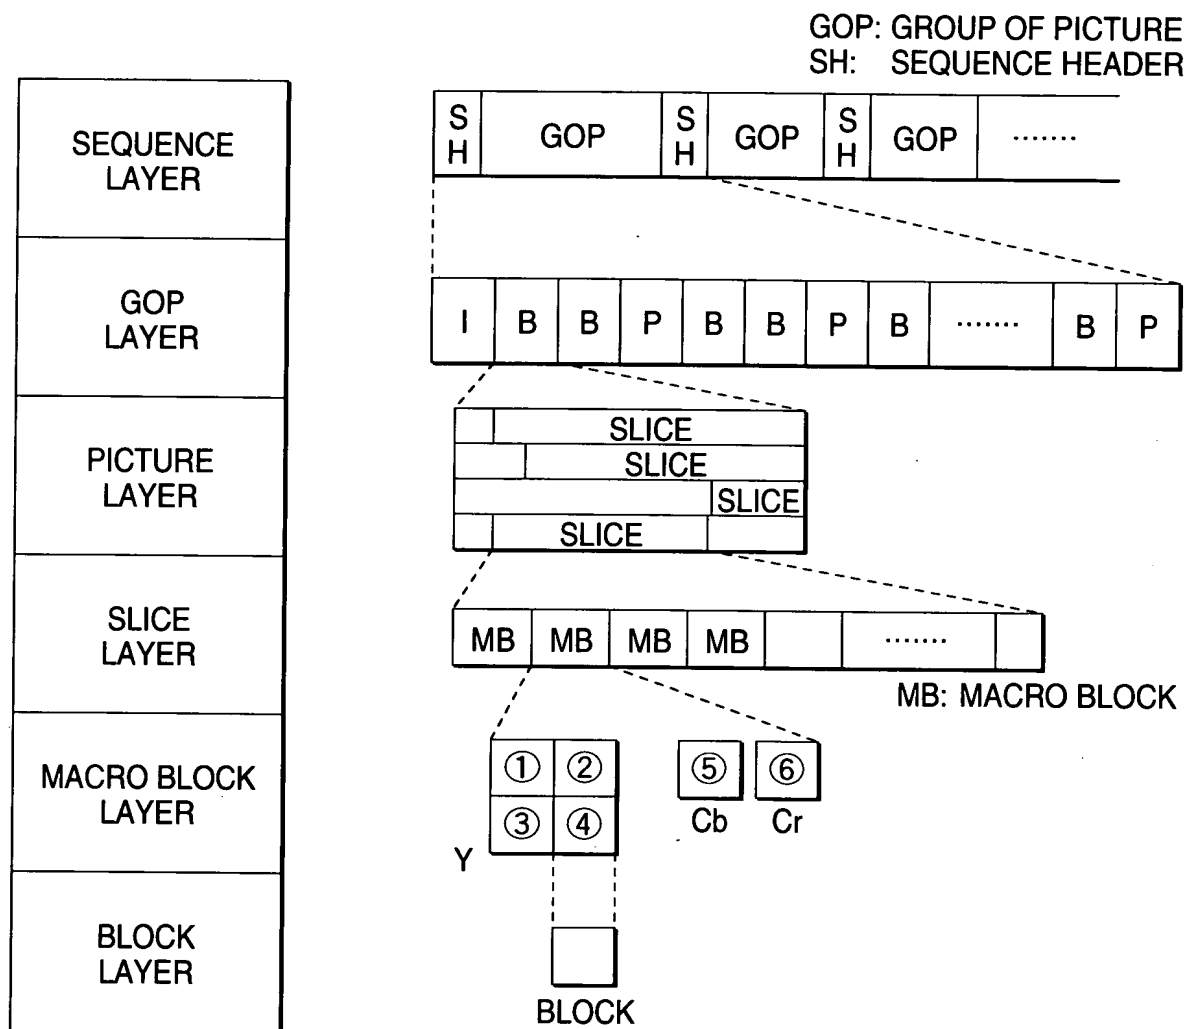 GOP: GROUP OF PICTURE
SH: SEQUENCE HEADER
SEQUENCE
LAYER
S
H
GOP
S
H
GOP
S
H
GOP
.......
GOP
LAYER
I B B P B B P B ....... B P
PICTURE
LAYER
SLICE
SLICE
SLICE
SLICE
SLICE
LAYER
MB MB MB MB .......
MB: MACRO BLOCK
MACRO BLOCK
LAYER
① ② ⑤ ⑥
③ ④
Cb Cr
Y
BLOCK
LAYER
BLOCK